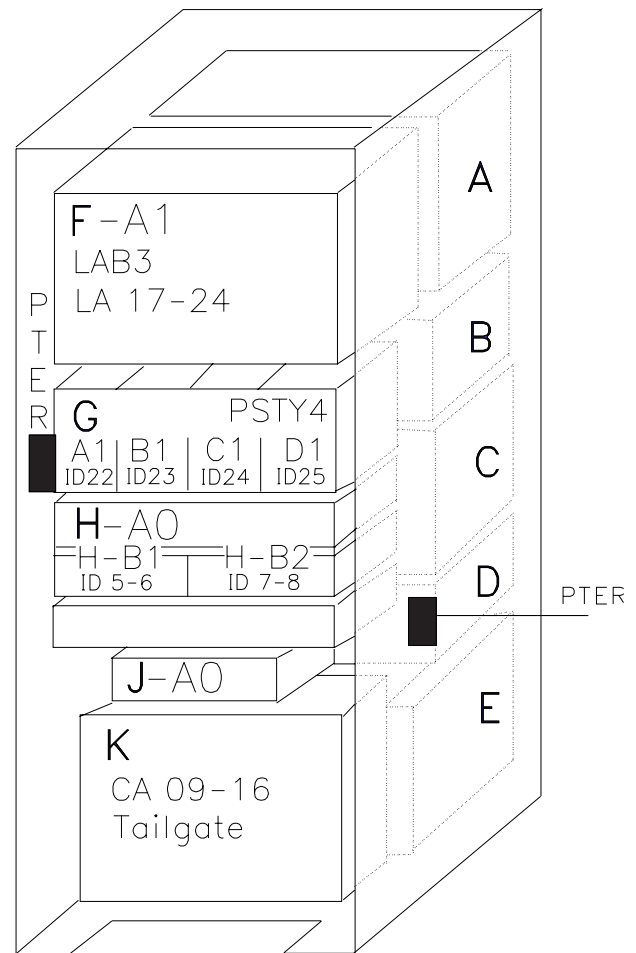 A
F-A1
LAB3
LA 17-24
PTER
B
G
PSTY4
A1 B1 C1 D1
ID22 ID23 ID24 ID25
C
H-A0
H-B1 H-B2
ID 5-6 ID 7-8
D
PTER
J-A0
E
K
CA 09-16
Tailgate